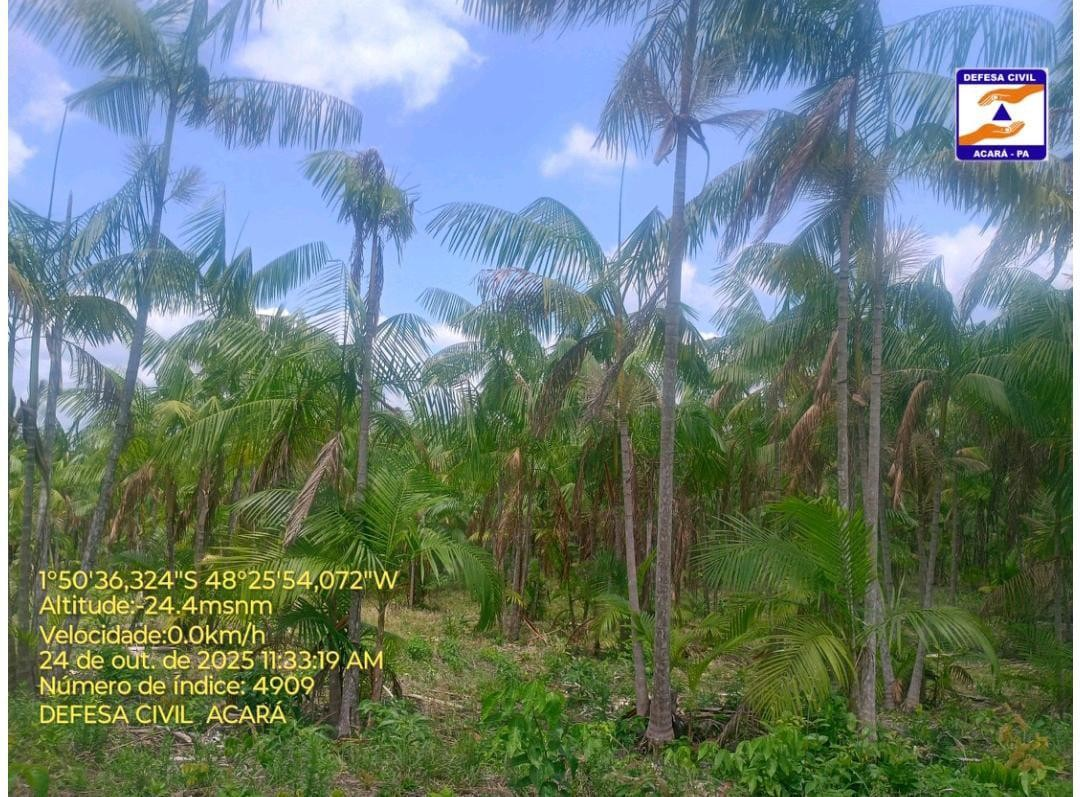 DEFESA CIVIL
ACARÁ - PA
1°50'36,324"S 48°25'54,072"W
Altitude:-24.4msnm
Velocidade:0.0km/h
24 de out. de 2025 11:33:19 AM
Número de índice: 4909
DEFESA CIVIL ACARÁ